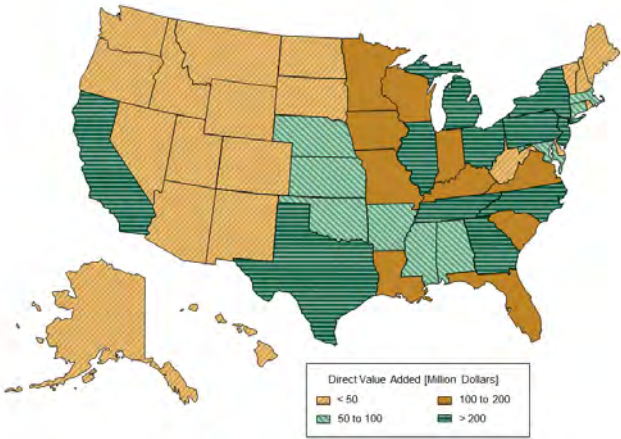 Direct Value Added [Million Dollars]
< 50
100 to 200
50 to 100
> 200